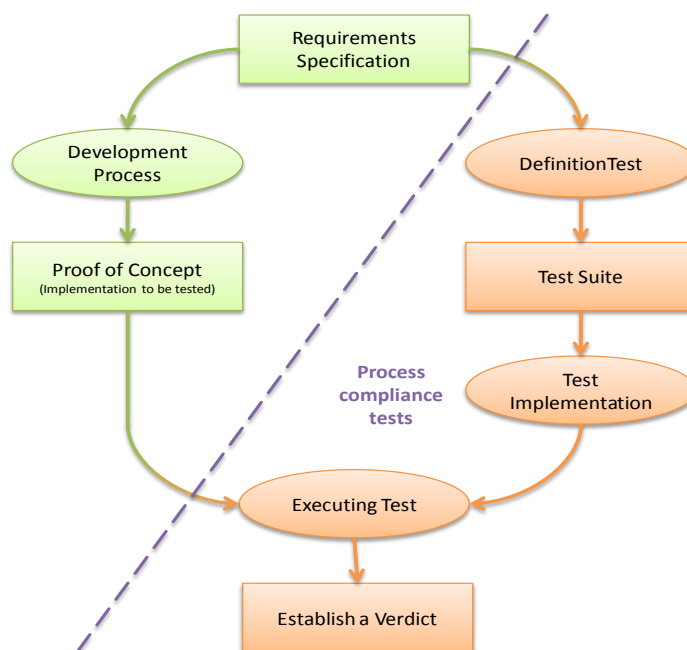 Requirements
Specification
Development
Process
DefinitionTest
Proof of Concept
(Implementation to be tested)
Test Suite
Process
compliance
tests
Test
Implementation
Executing Test
Establish a Verdict